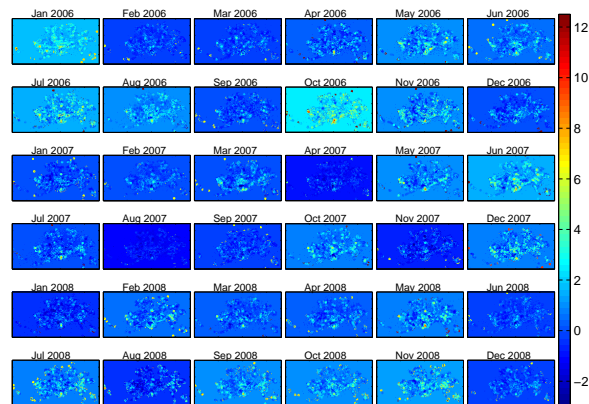 Jan 2006 Feb 2006 Mar 2006 Apr 2006 May 2006 Jun 2006
12
10
Jul 2006 Aug 2006 Sep 2006 Oct 2006 Nov 2006 Dec 2006
8
Jan 2007 Feb 2007 Mar 2007 Apr 2007 May 2007 Jun 2007
6
Jul 2007 Aug 2007 Sep 2007 Oct 2007 Nov 2007 Dec 2007
4
2
Jan 2008 Feb 2008 Mar 2008 Apr 2008 May 2008 Jun 2008
0
Jul 2008 Aug 2008 Sep 2008 Oct 2008 Nov 2008 Dec 2008
−2